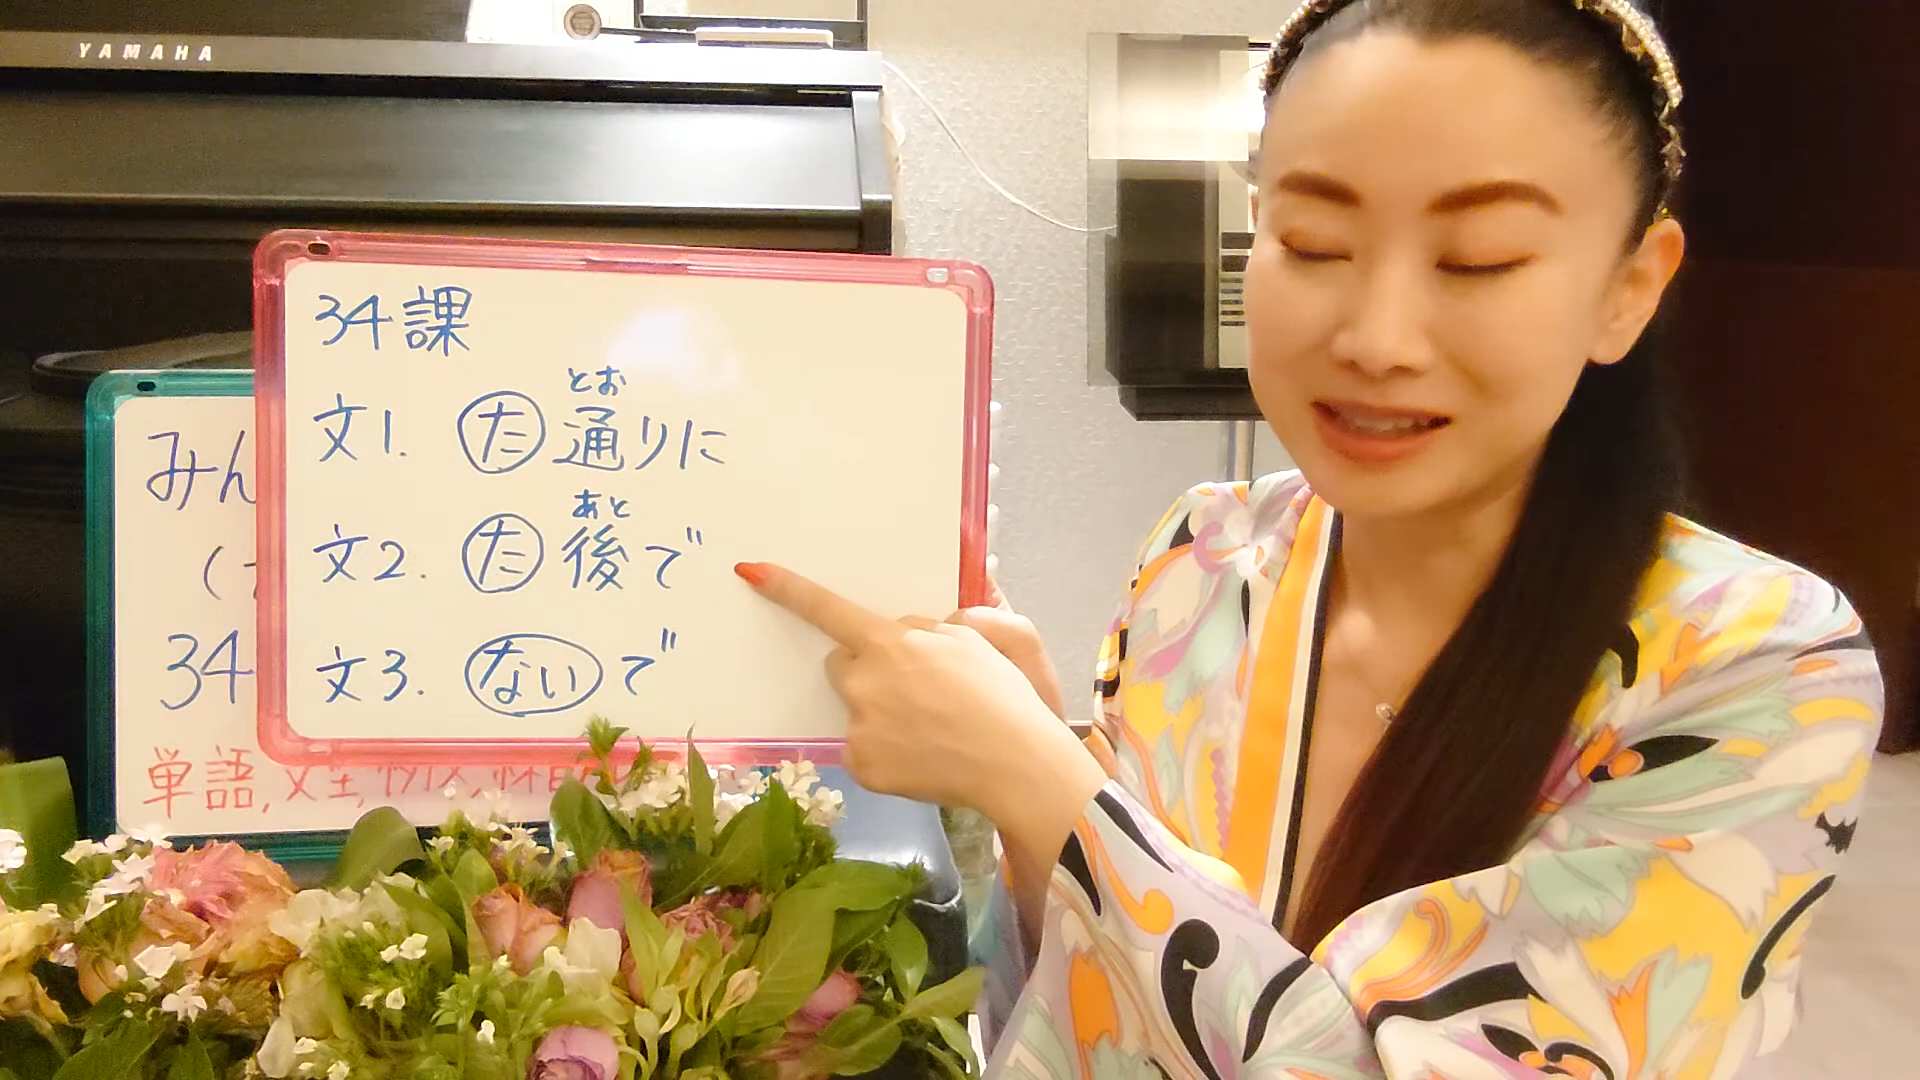 YAMAHA
34課
とお
文1. た 通りに
あと
文2. た 後で
文3. ないで
みん
(
34
単語,